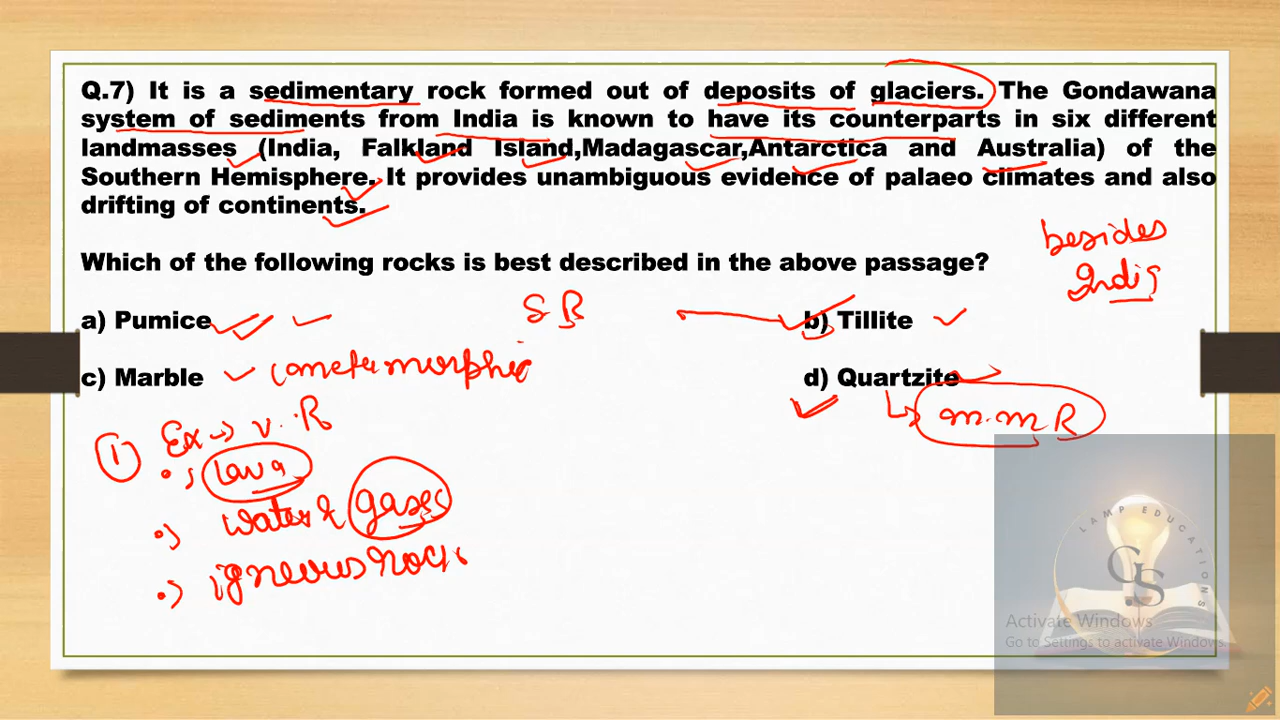 Q.7) It is a sedimentary rock formed out of deposits of glaciers. The Gondawana
system of sediments from India is known to have its counterparts in six different
landmasses (India, Falkland Island,Madagascar,Antarctica and Australia) of the
Southern Hemisphere. It provides unambiguous evidence of palaeo climates and also
drifting of continents.
besides
India
Which of the following rocks is best described in the above passage?
S R
a) Pumice
b) Tillite
c) Marble
(metamorphic
d) Quartzite
m.m R
① Ex → v. R
lava
water & gases
igneous rocks
LAMP EDUCATIONS
GS
Activate Windows
Go to Settings to activate Windows.